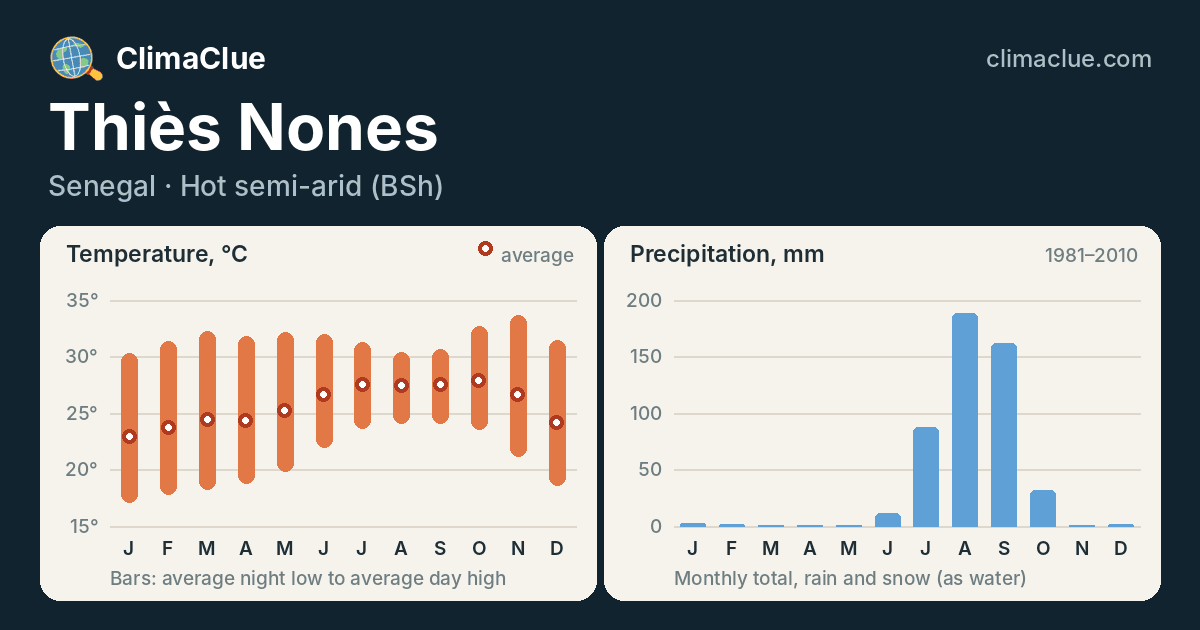 ClimaClue
climaclue.com
Thiès Nones
Senegal · Hot semi-arid (BSh)
Temperature, °C
average
35°
30°
25°
20°
15°
J F M A M J J A S O N D
Bars: average night low to average day high
Precipitation, mm
1981–2010
200
150
100
50
0
J F M A M J J A S O N D
Monthly total, rain and snow (as water)